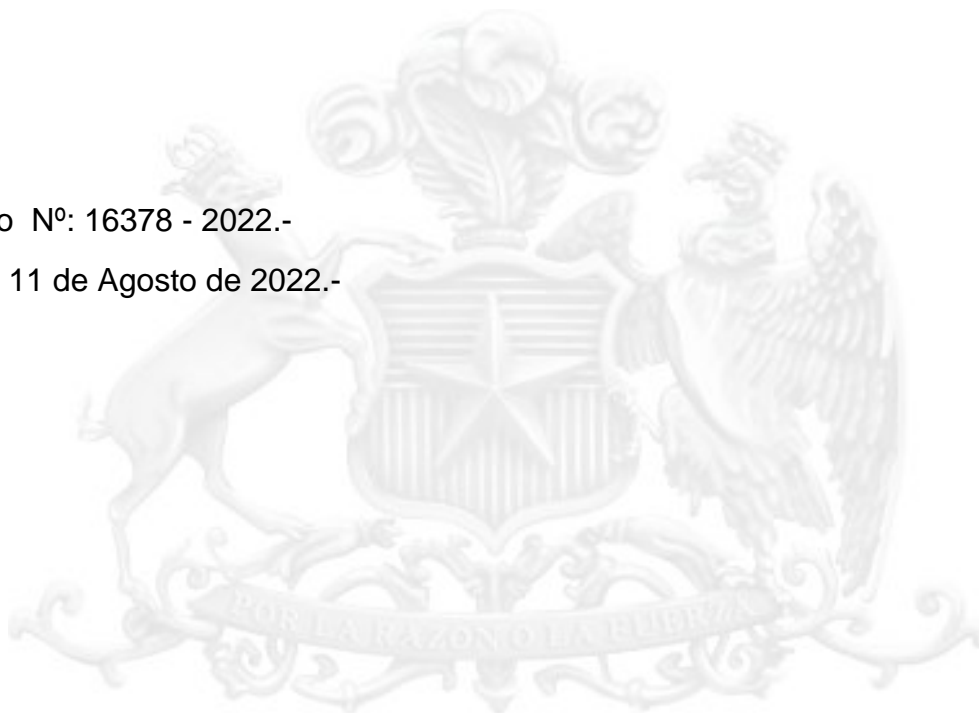 o Nº: 16378 - 2022.-
11 de Agosto de 2022.-
POR LA RAZON O LA FUERZA